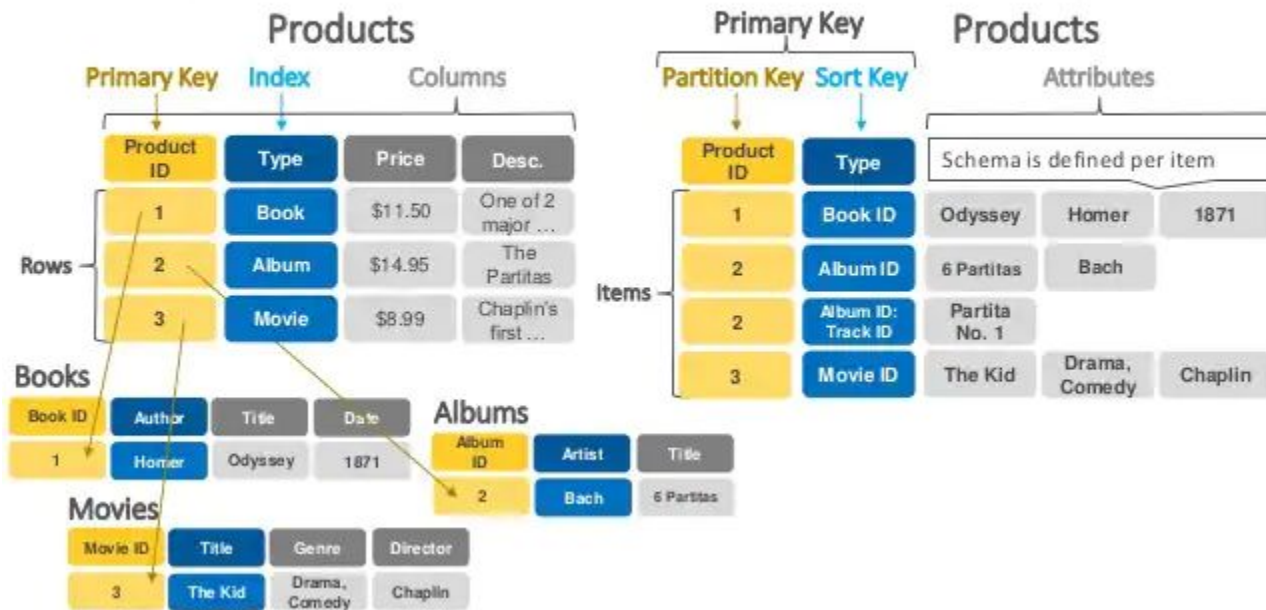 Products
Primary Key
Index
Columns
Product ID
Type
Price
Desc.
Rows
1
Book
$11.50
One of 2 major ...
2
Album
$14.95
The Partitas
3
Movie
$8.99
Chaplin's first ...
Books
Book ID
Author
Title
Date
1
Homer
Odyssey
1871
Albums
Album ID
Artist
Title
2
Bach
6 Partitas
Movies
Movie ID
Title
Genre
Director
3
The Kid
Drama, Comedy
Chaplin
Primary Key
Products
Partition Key
Sort Key
Attributes
Product ID
Type
Schema is defined per item
Items
1
Book ID
Odyssey
Homer
1871
2
Album ID
6 Partitas
Bach
2
Album ID: Track ID
Partita No. 1
3
Movie ID
The Kid
Drama, Comedy
Chaplin